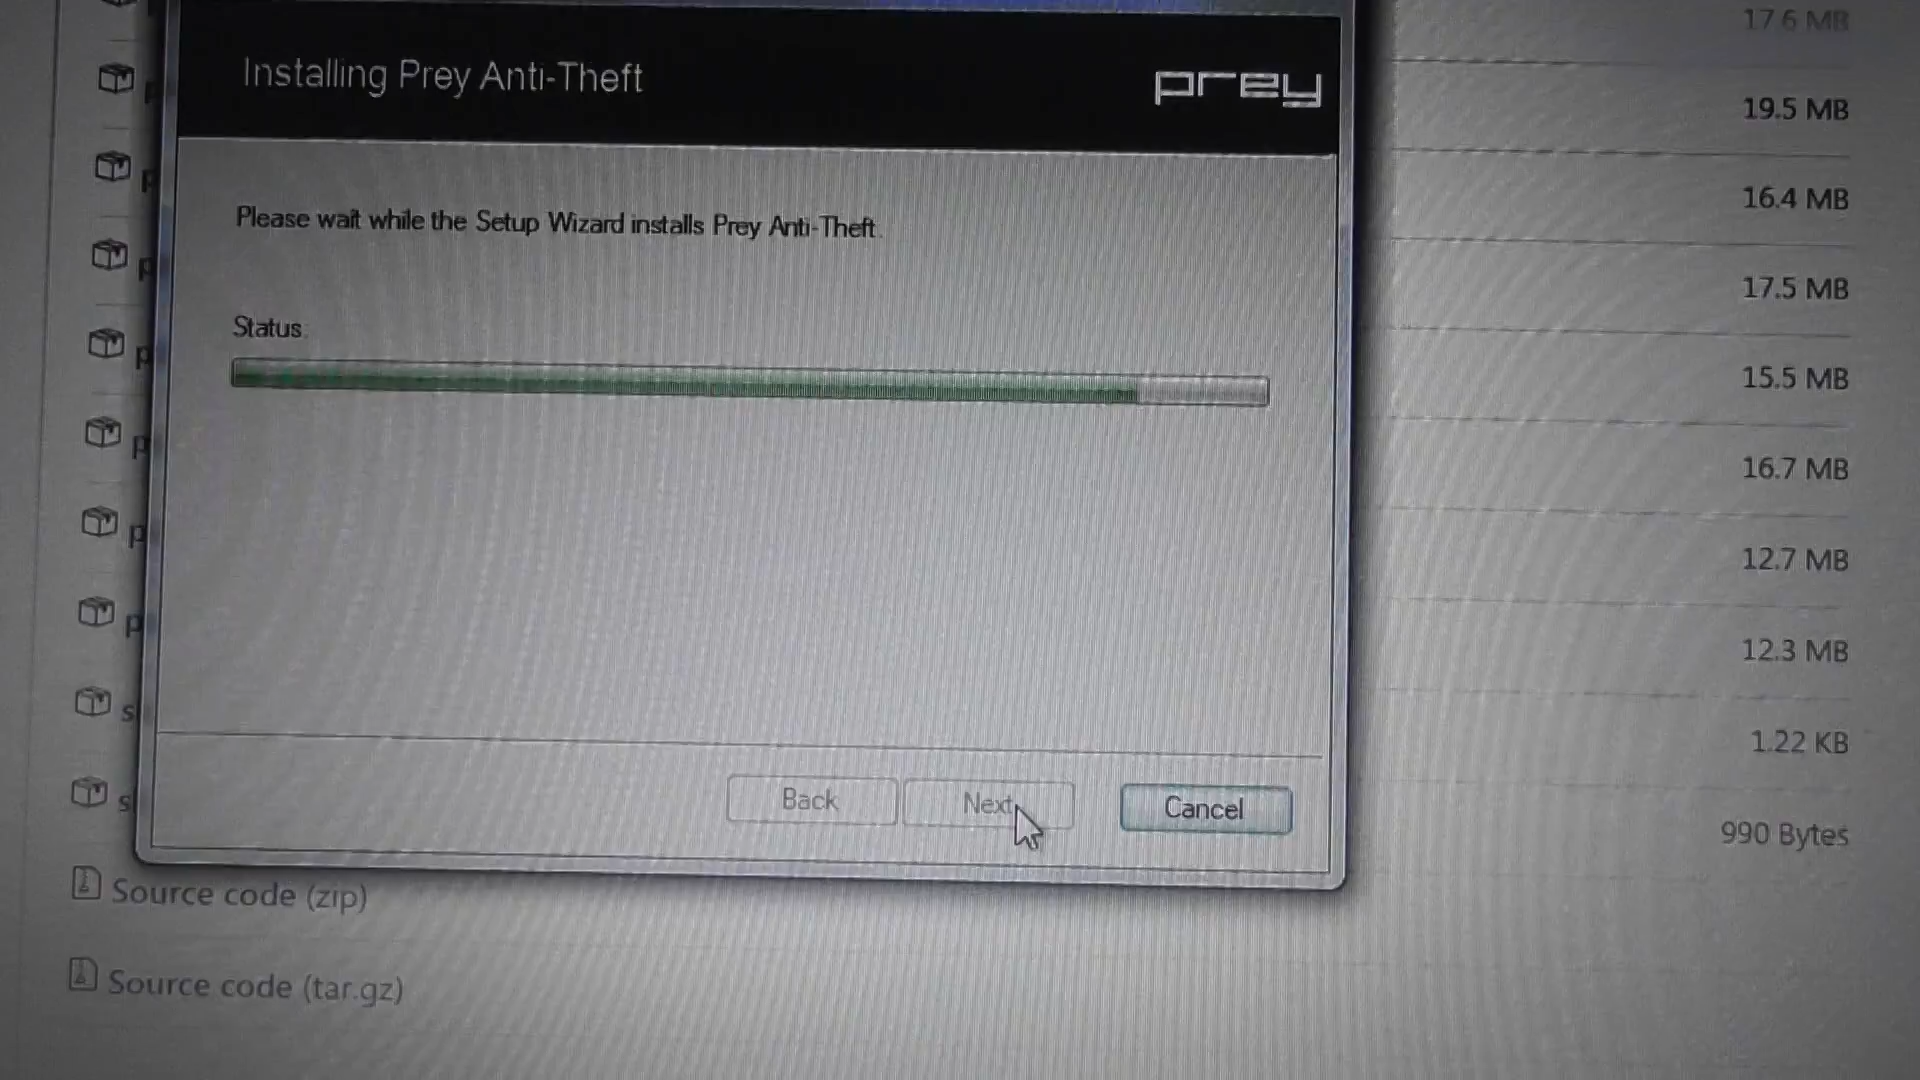 17.6 MB
Installing Prey Anti-Theft
prey
19.5 MB
p
16.4 MB
Please wait while the Setup Wizard installs Prey Anti-Theft.
p
17.5 MB
Status:
p
15.5 MB
p
16.7 MB
p
12.7 MB
p
12.3 MB
s
1.22 KB
Back
Next
Cancel
s
990 Bytes
Source code (zip)
Source code (tar.gz)